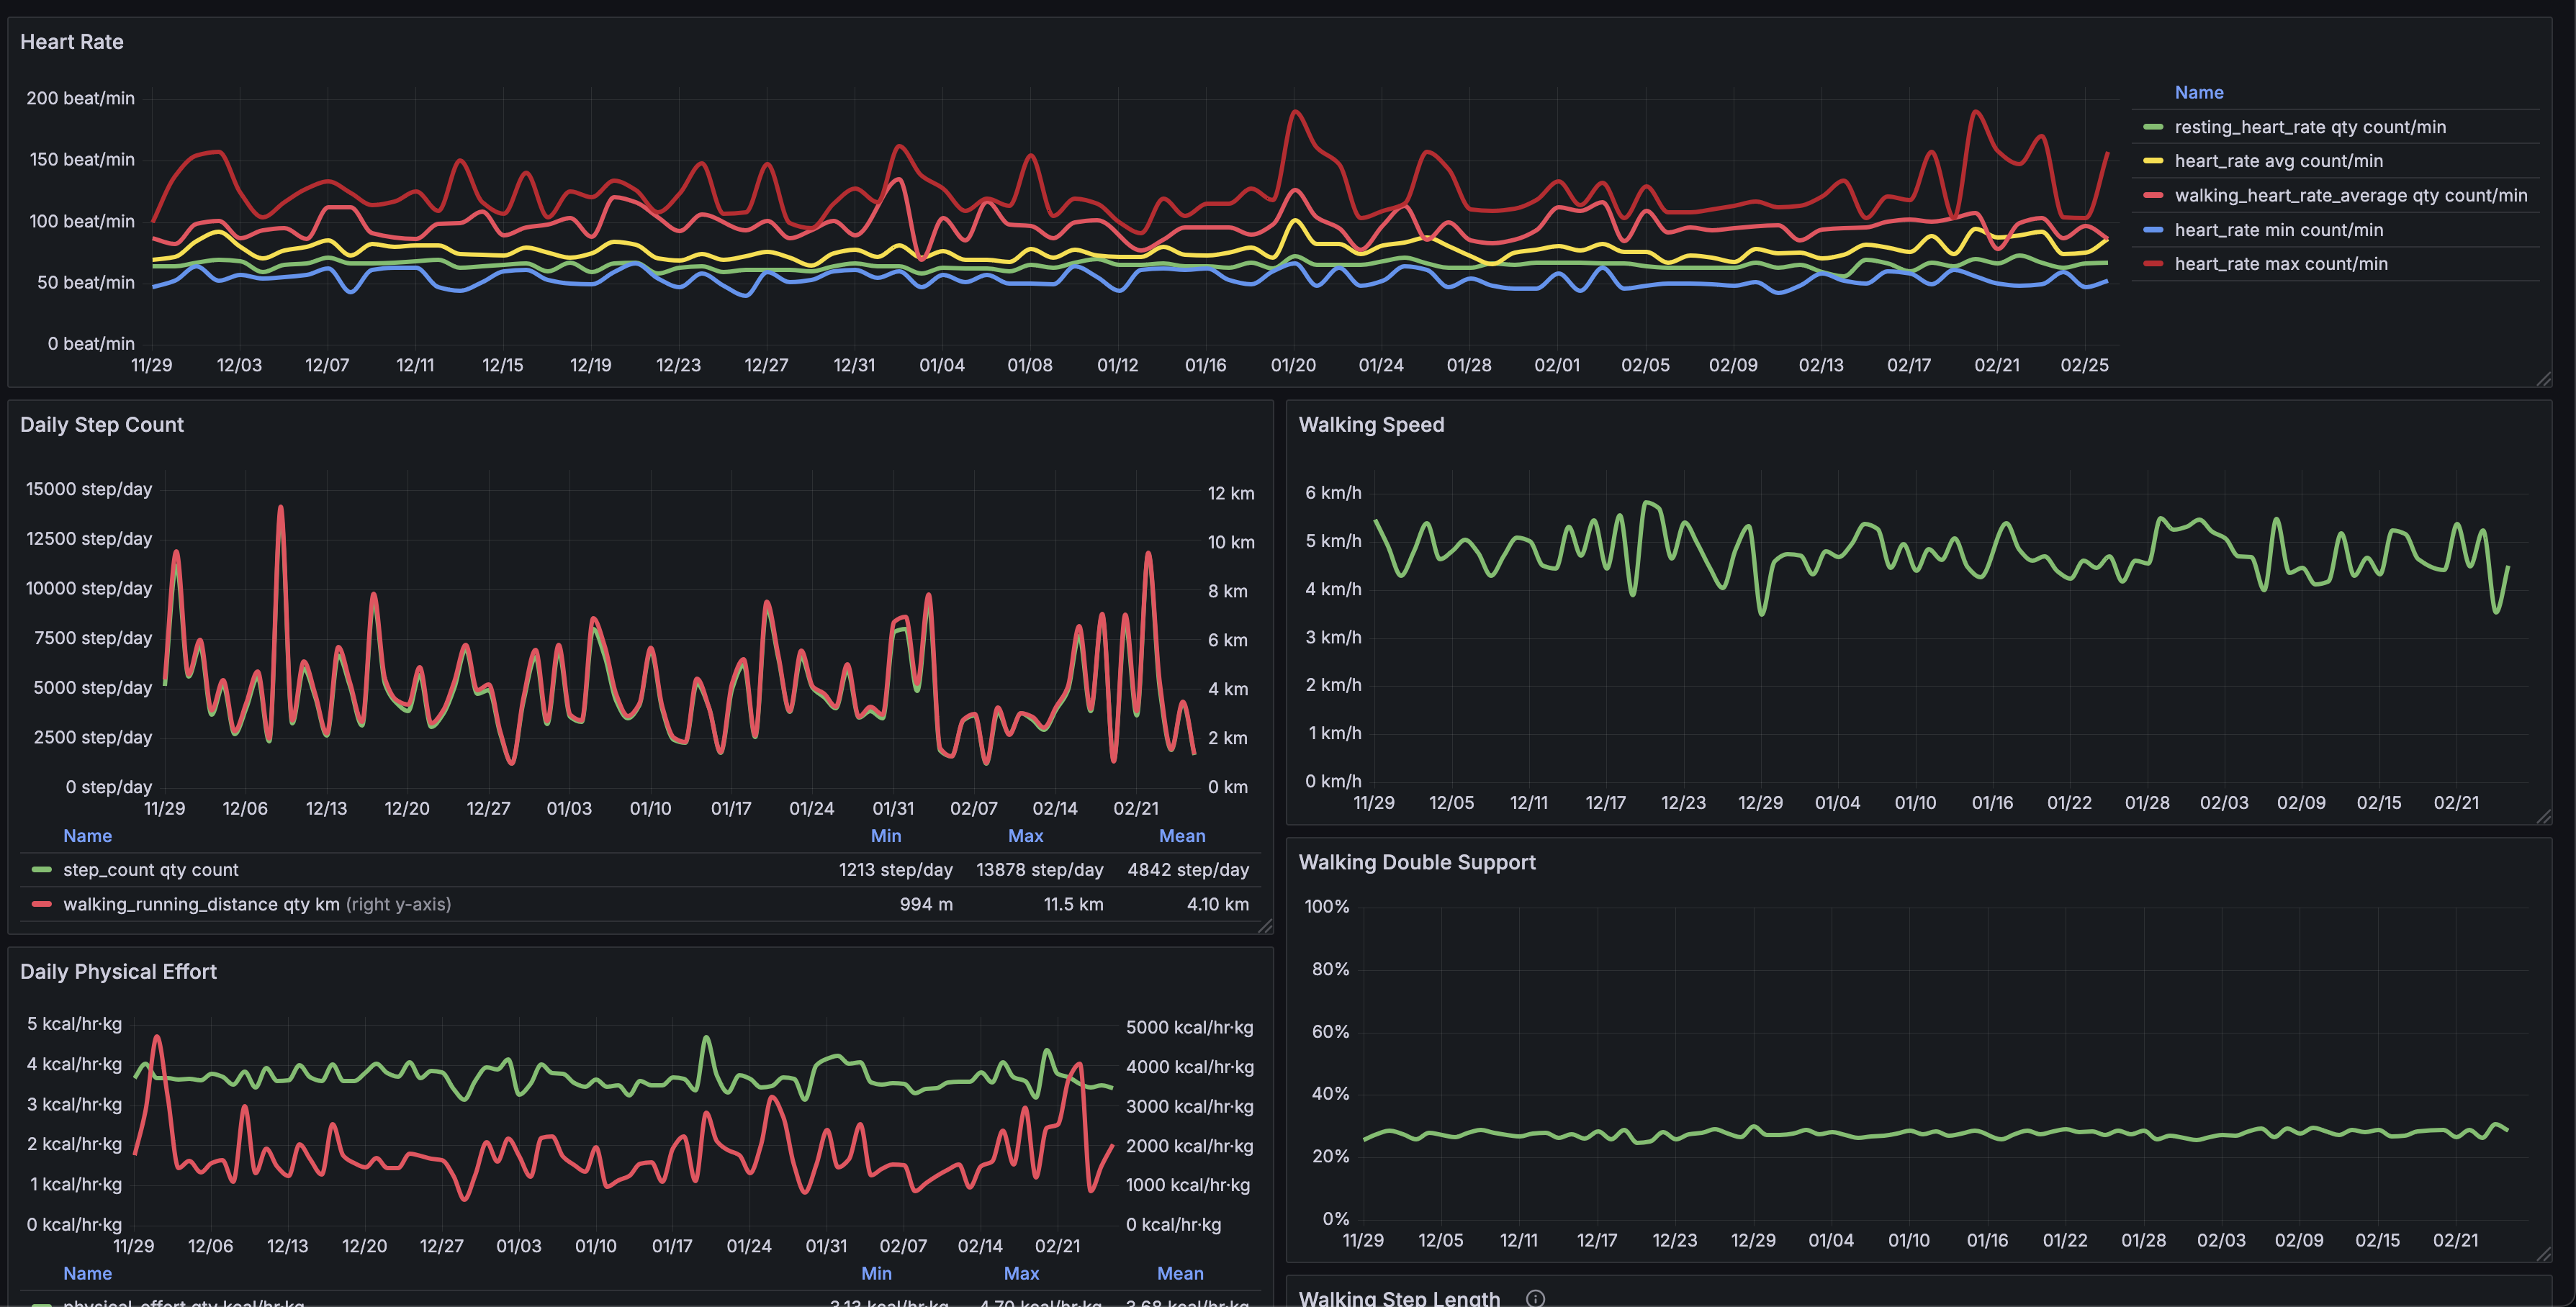 Heart Rate
200 beat/min
150 beat/min
100 beat/min
50 beat/min
0 beat/min
11/29 12/03 12/07 12/11 12/15 12/19 12/23 12/27 12/31 01/04 01/08 01/12 01/16 01/20 01/24 01/28 02/01 02/05 02/09 02/13 02/17 02/21 02/25
Name
resting_heart_rate qty count/min
heart_rate avg count/min
walking_heart_rate_average qty count/min
heart_rate min count/min
heart_rate max count/min
Daily Step Count
15000 step/day
12500 step/day
10000 step/day
7500 step/day
5000 step/day
2500 step/day
0 step/day
12 km
10 km
8 km
6 km
4 km
2 km
0 km
11/29 12/06 12/13 12/20 12/27 01/03 01/10 01/17 01/24 01/31 02/07 02/14 02/21
Name Min Max Mean
step_count qty count 1213 step/day 13878 step/day 4842 step/day
walking_running_distance qty km (right y-axis) 994 m 11.5 km 4.10 km
Daily Physical Effort
5 kcal/hr·kg
4 kcal/hr·kg
3 kcal/hr·kg
2 kcal/hr·kg
1 kcal/hr·kg
0 kcal/hr·kg
5000 kcal/hr·kg
4000 kcal/hr·kg
3000 kcal/hr·kg
2000 kcal/hr·kg
1000 kcal/hr·kg
0 kcal/hr·kg
11/29 12/06 12/13 12/20 12/27 01/03 01/10 01/17 01/24 01/31 02/07 02/14 02/21
Name Min Max Mean
physical_effort qty kcal/hr·kg 3.13 kcal/hr·kg 4.70 kcal/hr·kg 3.68 kcal/hr·kg
Walking Speed
6 km/h
5 km/h
4 km/h
3 km/h
2 km/h
1 km/h
0 km/h
11/29 12/05 12/11 12/17 12/23 12/29 01/04 01/10 01/16 01/22 01/28 02/03 02/09 02/15 02/21
Walking Double Support
100%
80%
60%
40%
20%
0%
11/29 12/05 12/11 12/17 12/23 12/29 01/04 01/10 01/16 01/22 01/28 02/03 02/09 02/15 02/21
Walking Step Length